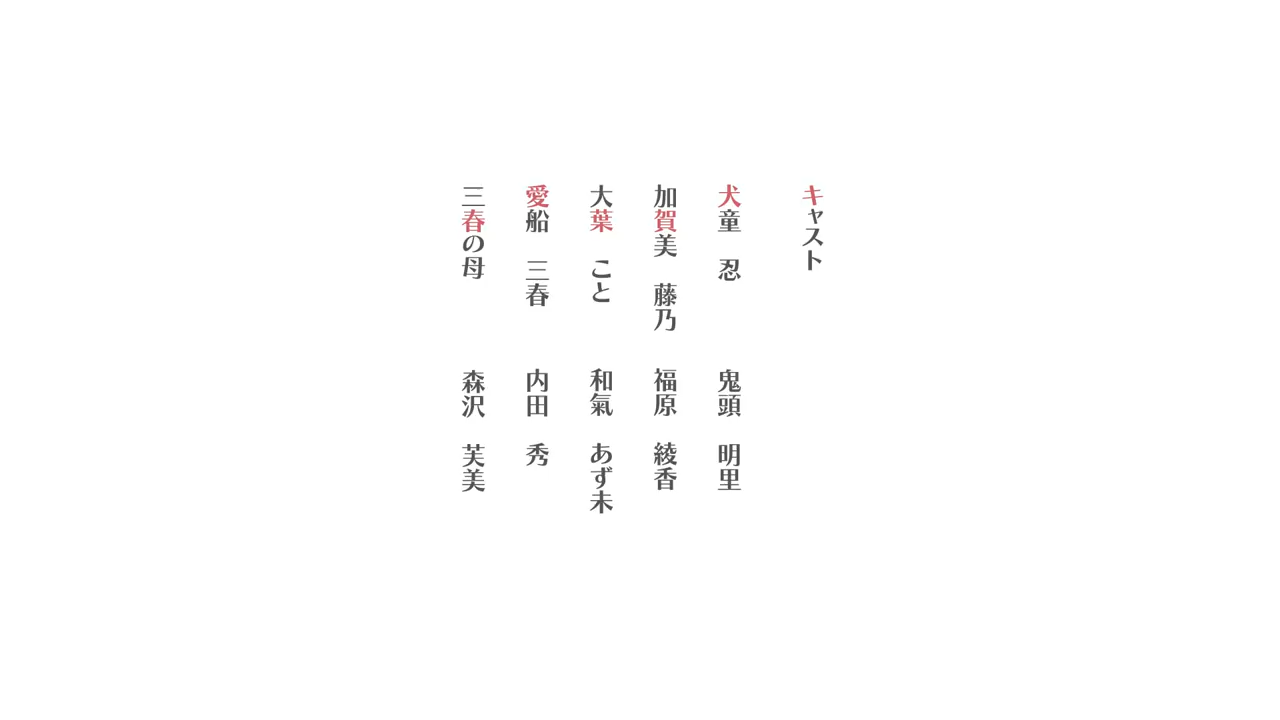 キャスト
犬童　忍　鬼頭　明里
加賀美　藤乃　福原　綾香
大葉　こと　和氣　あず未
愛船　三春　内田　秀
三春の母　森沢　芙美